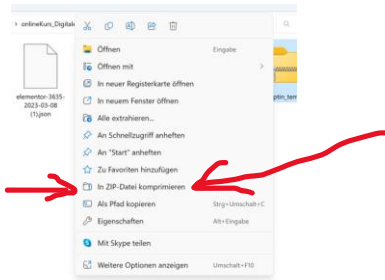 > onlineKurs_Digitale
elementor-3635-
2023-03-08
(1).json
Öffnen Eingabe
Öffnen mit >
In neuer Registerkarte öffnen
In neuem Fenster öffnen
Alle extrahieren...
An Schnellzugriff anheften
An "Start" anheften
Zu Favoriten hinzufügen
In ZIP-Datei komprimieren
Als Pfad kopieren Strg+Umschalt+C
Eigenschaften Alt+Eingabe
Mit Skype teilen
Weitere Optionen anzeigen Umschalt+F10
ptin_tem